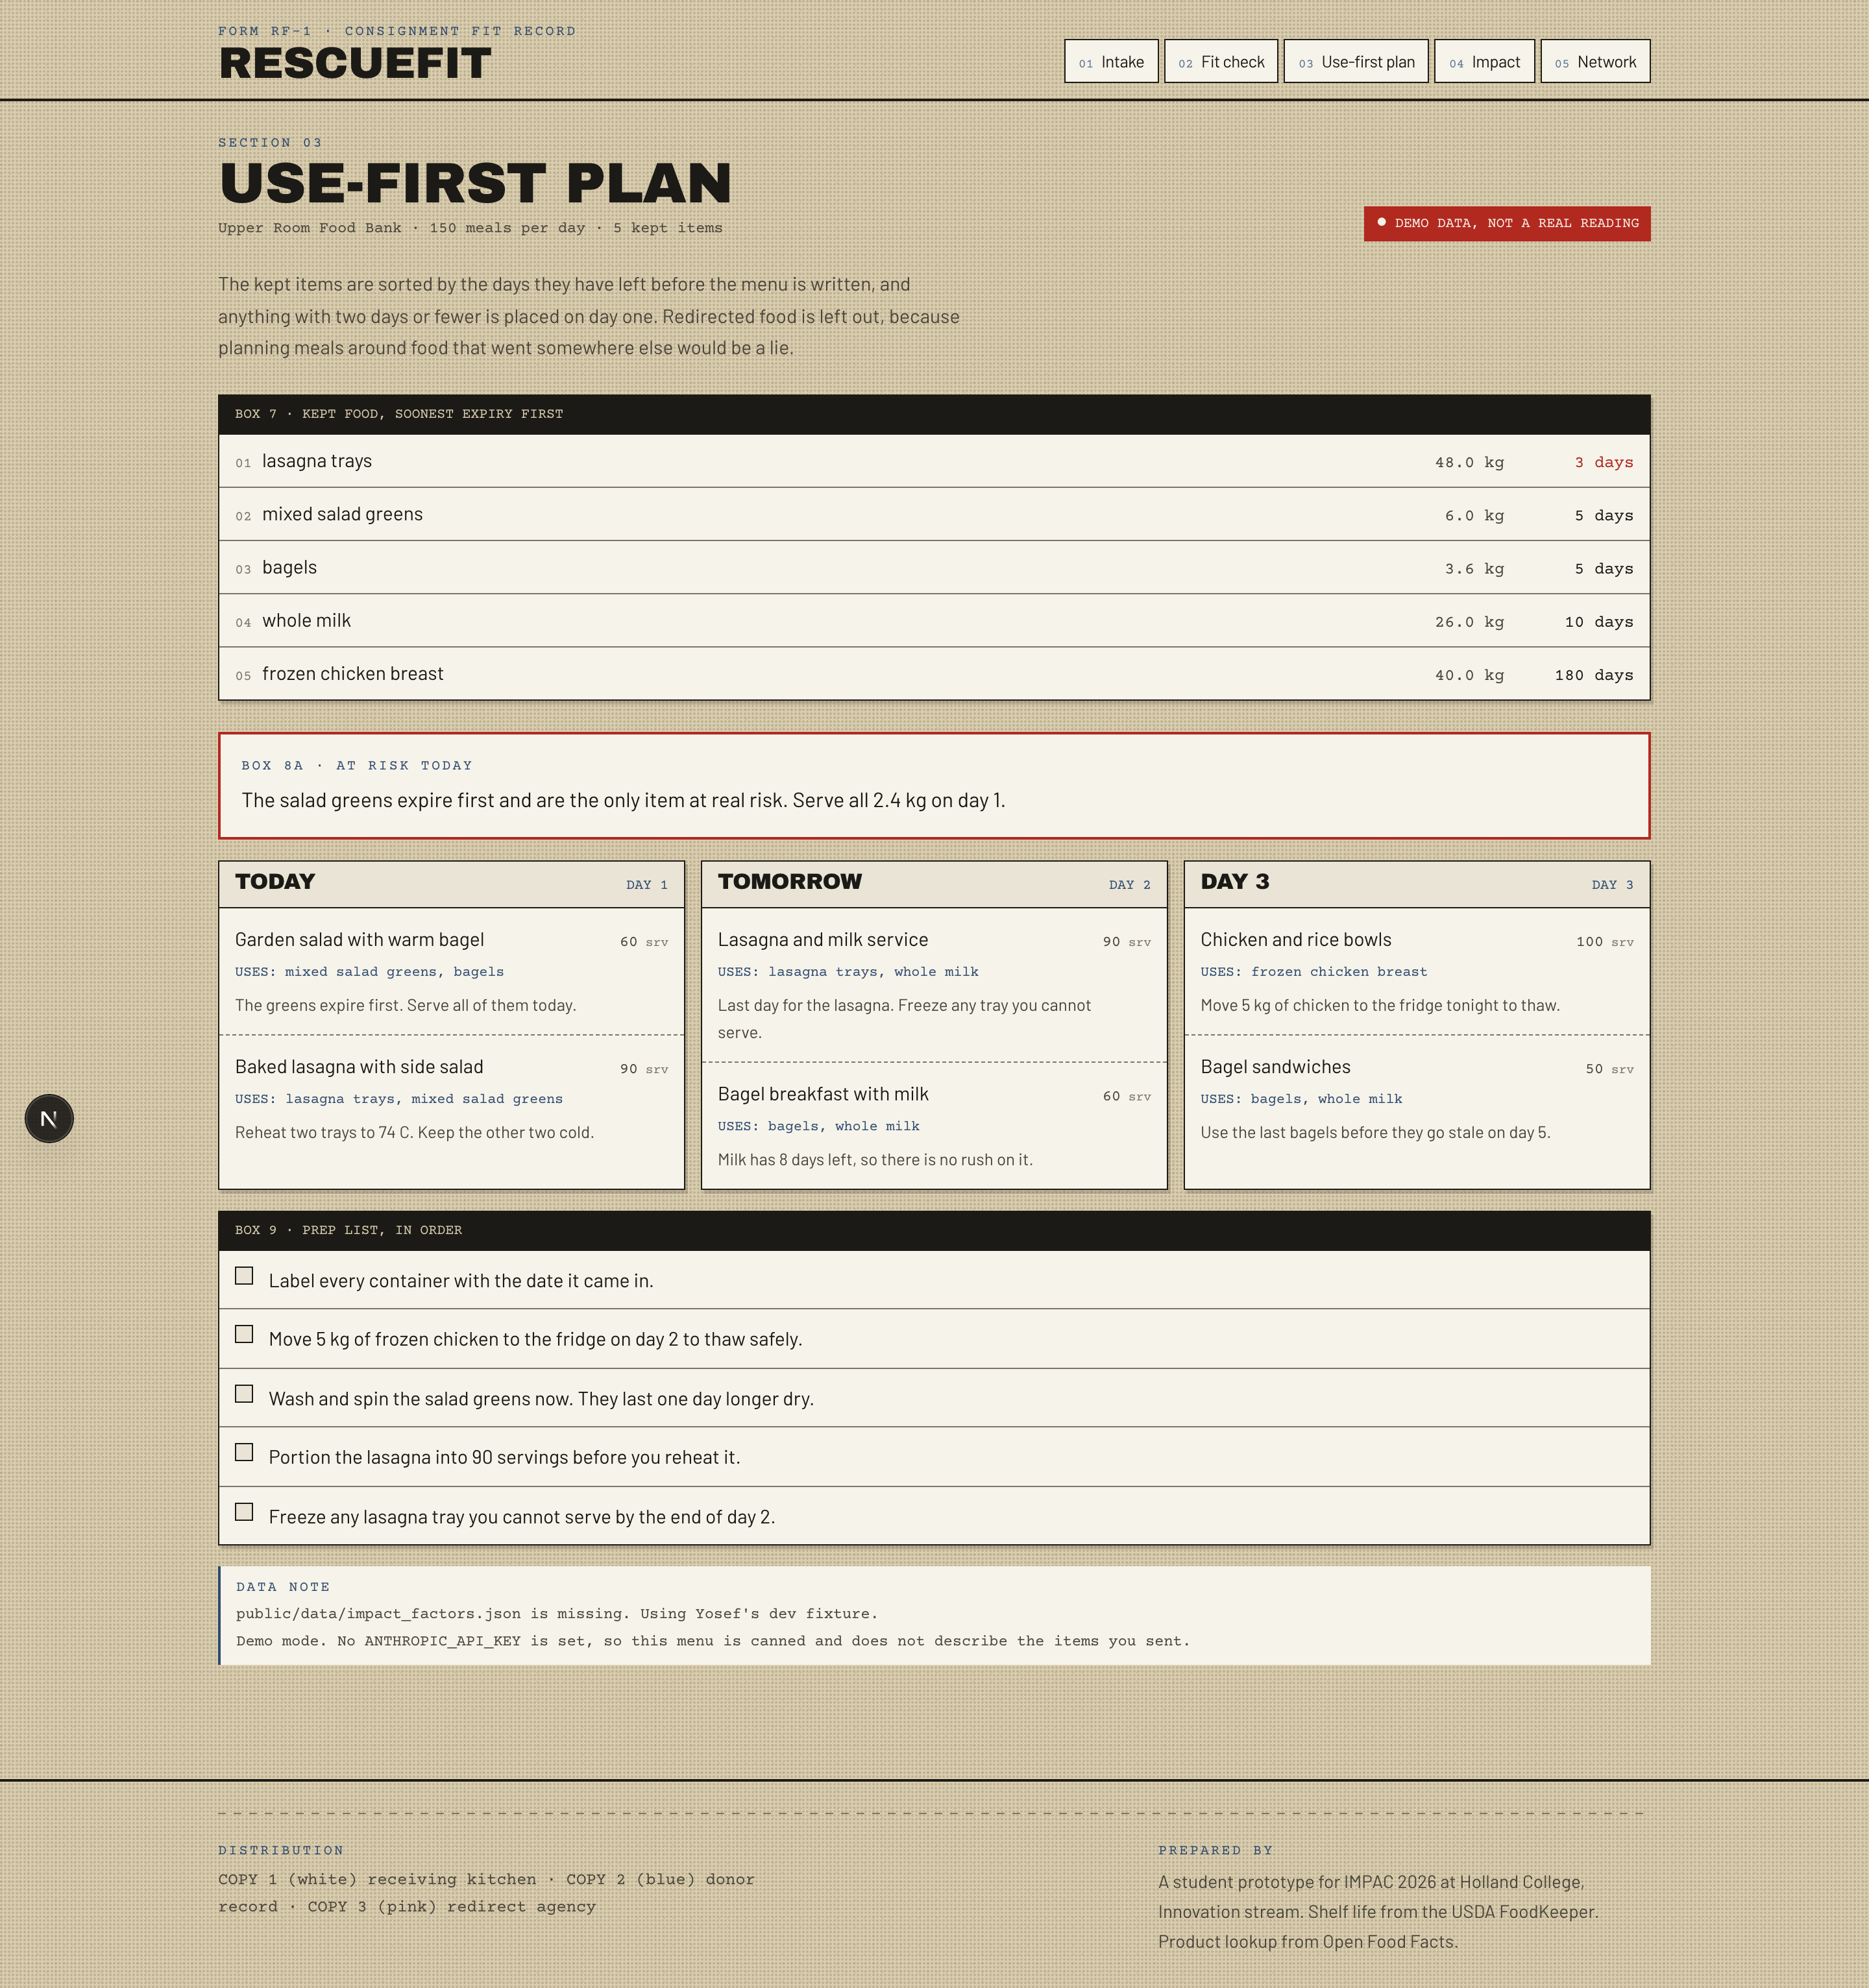 FORM RF-1 · CONSIGNMENT FIT RECORD
RESCUEFIT
01 Intake
02 Fit check
03 Use-first plan
04 Impact
05 Network
SECTION 03
USE-FIRST PLAN
Upper Room Food Bank · 150 meals per day · 5 kept items
DEMO DATA, NOT A REAL READING
The kept items are sorted by the days they have left before the menu is written, and
anything with two days or fewer is placed on day one. Redirected food is left out, because
planning meals around food that went somewhere else would be a lie.
BOX 7 · KEPT FOOD, SOONEST EXPIRY FIRST
01 lasagna trays 48.0 kg 3 days
02 mixed salad greens 6.0 kg 5 days
03 bagels 3.6 kg 5 days
04 whole milk 26.0 kg 10 days
05 frozen chicken breast 40.0 kg 180 days
BOX 8A · AT RISK TODAY
The salad greens expire first and are the only item at real risk. Serve all 2.4 kg on day 1.
TODAY DAY 1
Garden salad with warm bagel 60 srv
USES: mixed salad greens, bagels
The greens expire first. Serve all of them today.
Baked lasagna with side salad 90 srv
USES: lasagna trays, mixed salad greens
Reheat two trays to 74 C. Keep the other two cold.
TOMORROW DAY 2
Lasagna and milk service 90 srv
USES: lasagna trays, whole milk
Last day for the lasagna. Freeze any tray you cannot
serve.
Bagel breakfast with milk 60 srv
USES: bagels, whole milk
Milk has 8 days left, so there is no rush on it.
DAY 3 DAY 3
Chicken and rice bowls 100 srv
USES: frozen chicken breast
Move 5 kg of chicken to the fridge tonight to thaw.
Bagel sandwiches 50 srv
USES: bagels, whole milk
Use the last bagels before they go stale on day 5.
N
BOX 9 · PREP LIST, IN ORDER
Label every container with the date it came in.
Move 5 kg of frozen chicken to the fridge on day 2 to thaw safely.
Wash and spin the salad greens now. They last one day longer dry.
Portion the lasagna into 90 servings before you reheat it.
Freeze any lasagna tray you cannot serve by the end of day 2.
DATA NOTE
public/data/impact_factors.json is missing. Using Yosef's dev fixture.
Demo mode. No ANTHROPIC_API_KEY is set, so this menu is canned and does not describe the items you sent.
DISTRIBUTION
COPY 1 (white) receiving kitchen · COPY 2 (blue) donor
record · COPY 3 (pink) redirect agency
PREPARED BY
A student prototype for IMPAC 2026 at Holland College,
Innovation stream. Shelf life from the USDA FoodKeeper.
Product lookup from Open Food Facts.